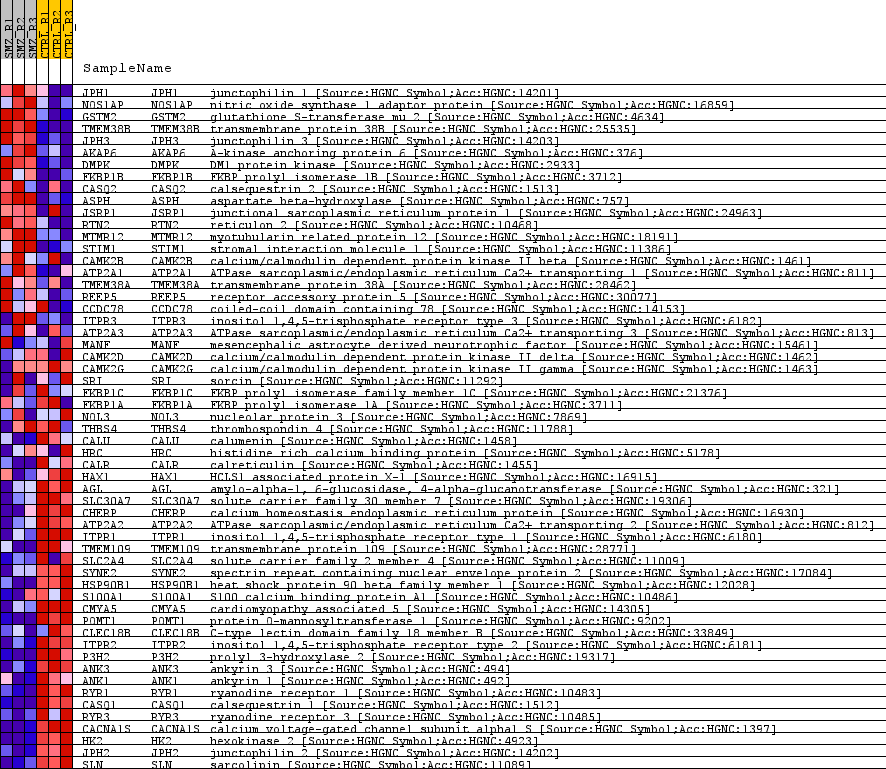 SMZ_R1
SMZ_R2
SMZ_R3
CTRL_R1
CTRL_R2
CTRL_R3
SampleName
JPH1 JPH1 junctophilin 1 [Source:HGNC Symbol;Acc:HGNC:14201]
NOS1AP NOS1AP nitric oxide synthase 1 adaptor protein [Source:HGNC Symbol;Acc:HGNC:16859]
GSTM2 GSTM2 glutathione S-transferase mu 2 [Source:HGNC Symbol;Acc:HGNC:4634]
TMEM38B TMEM38B transmembrane protein 38B [Source:HGNC Symbol;Acc:HGNC:25535]
JPH3 JPH3 junctophilin 3 [Source:HGNC Symbol;Acc:HGNC:14203]
AKAP6 AKAP6 A-kinase anchoring protein 6 [Source:HGNC Symbol;Acc:HGNC:376]
DMPK DMPK DM1 protein kinase [Source:HGNC Symbol;Acc:HGNC:2933]
FKBP1B FKBP1B FKBP prolyl isomerase 1B [Source:HGNC Symbol;Acc:HGNC:3712]
CASQ2 CASQ2 calsequestrin 2 [Source:HGNC Symbol;Acc:HGNC:1513]
ASPH ASPH aspartate beta-hydroxylase [Source:HGNC Symbol;Acc:HGNC:757]
JSRP1 JSRP1 junctional sarcoplasmic reticulum protein 1 [Source:HGNC Symbol;Acc:HGNC:24963]
RTN2 RTN2 reticulon 2 [Source:HGNC Symbol;Acc:HGNC:10468]
MTMR12 MTMR12 myotubularin related protein 12 [Source:HGNC Symbol;Acc:HGNC:18191]
STIM1 STIM1 stromal interaction molecule 1 [Source:HGNC Symbol;Acc:HGNC:11386]
CAMK2B CAMK2B calcium/calmodulin dependent protein kinase II beta [Source:HGNC Symbol;Acc:HGNC:1461]
ATP2A1 ATP2A1 ATPase sarcoplasmic/endoplasmic reticulum Ca2+ transporting 1 [Source:HGNC Symbol;Acc:HGNC:811]
TMEM38A TMEM38A transmembrane protein 38A [Source:HGNC Symbol;Acc:HGNC:28462]
REEP5 REEP5 receptor accessory protein 5 [Source:HGNC Symbol;Acc:HGNC:30077]
CCDC78 CCDC78 coiled-coil domain containing 78 [Source:HGNC Symbol;Acc:HGNC:14153]
ITPR3 ITPR3 inositol 1,4,5-trisphosphate receptor type 3 [Source:HGNC Symbol;Acc:HGNC:6182]
ATP2A3 ATP2A3 ATPase sarcoplasmic/endoplasmic reticulum Ca2+ transporting 3 [Source:HGNC Symbol;Acc:HGNC:813]
MANF MANF mesencephalic astrocyte derived neurotrophic factor [Source:HGNC Symbol;Acc:HGNC:15461]
CAMK2D CAMK2D calcium/calmodulin dependent protein kinase II delta [Source:HGNC Symbol;Acc:HGNC:1462]
CAMK2G CAMK2G calcium/calmodulin dependent protein kinase II gamma [Source:HGNC Symbol;Acc:HGNC:1463]
SRI SRI sorcin [Source:HGNC Symbol;Acc:HGNC:11292]
FKBP1C FKBP1C FKBP prolyl isomerase family member 1C [Source:HGNC Symbol;Acc:HGNC:21376]
FKBP1A FKBP1A FKBP prolyl isomerase 1A [Source:HGNC Symbol;Acc:HGNC:3711]
NOL3 NOL3 nucleolar protein 3 [Source:HGNC Symbol;Acc:HGNC:7869]
THBS4 THBS4 thrombospondin 4 [Source:HGNC Symbol;Acc:HGNC:11788]
CALU CALU calumenin [Source:HGNC Symbol;Acc:HGNC:1458]
HRC HRC histidine rich calcium binding protein [Source:HGNC Symbol;Acc:HGNC:5178]
CALR CALR calreticulin [Source:HGNC Symbol;Acc:HGNC:1455]
HAX1 HAX1 HCLS1 associated protein X-1 [Source:HGNC Symbol;Acc:HGNC:16915]
AGL AGL amylo-alpha-1, 6-glucosidase, 4-alpha-glucanotransferase [Source:HGNC Symbol;Acc:HGNC:321]
SLC30A7 SLC30A7 solute carrier family 30 member 7 [Source:HGNC Symbol;Acc:HGNC:19306]
CHERP CHERP calcium homeostasis endoplasmic reticulum protein [Source:HGNC Symbol;Acc:HGNC:16930]
ATP2A2 ATP2A2 ATPase sarcoplasmic/endoplasmic reticulum Ca2+ transporting 2 [Source:HGNC Symbol;Acc:HGNC:812]
ITPR1 ITPR1 inositol 1,4,5-trisphosphate receptor type 1 [Source:HGNC Symbol;Acc:HGNC:6180]
TMEM109 TMEM109 transmembrane protein 109 [Source:HGNC Symbol;Acc:HGNC:28771]
SLC2A4 SLC2A4 solute carrier family 2 member 4 [Source:HGNC Symbol;Acc:HGNC:11009]
SYNE2 SYNE2 spectrin repeat containing nuclear envelope protein 2 [Source:HGNC Symbol;Acc:HGNC:17084]
HSP90B1 HSP90B1 heat shock protein 90 beta family member 1 [Source:HGNC Symbol;Acc:HGNC:12028]
S100A1 S100A1 S100 calcium binding protein A1 [Source:HGNC Symbol;Acc:HGNC:10486]
CMYA5 CMYA5 cardiomyopathy associated 5 [Source:HGNC Symbol;Acc:HGNC:14305]
POMT1 POMT1 protein O-mannosyltransferase 1 [Source:HGNC Symbol;Acc:HGNC:9202]
CLEC18B CLEC18B C-type lectin domain family 18 member B [Source:HGNC Symbol;Acc:HGNC:33849]
ITPR2 ITPR2 inositol 1,4,5-trisphosphate receptor type 2 [Source:HGNC Symbol;Acc:HGNC:6181]
P3H2 P3H2 prolyl 3-hydroxylase 2 [Source:HGNC Symbol;Acc:HGNC:19317]
ANK3 ANK3 ankyrin 3 [Source:HGNC Symbol;Acc:HGNC:494]
ANK1 ANK1 ankyrin 1 [Source:HGNC Symbol;Acc:HGNC:492]
RYR1 RYR1 ryanodine receptor 1 [Source:HGNC Symbol;Acc:HGNC:10483]
CASQ1 CASQ1 calsequestrin 1 [Source:HGNC Symbol;Acc:HGNC:1512]
RYR3 RYR3 ryanodine receptor 3 [Source:HGNC Symbol;Acc:HGNC:10485]
CACNA1S CACNA1S calcium voltage-gated channel subunit alpha1 S [Source:HGNC Symbol;Acc:HGNC:1397]
HK2 HK2 hexokinase 2 [Source:HGNC Symbol;Acc:HGNC:4923]
JPH2 JPH2 junctophilin 2 [Source:HGNC Symbol;Acc:HGNC:14202]
SLN SLN sarcolipin [Source:HGNC Symbol;Acc:HGNC:11089]